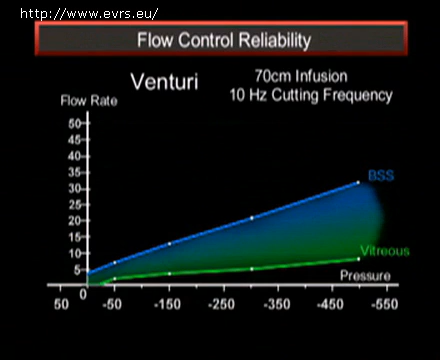 http://www.evrs.eu/
Flow Control Reliability
Venturi
70cm Infusion
10 Hz Cutting Frequency
Flow Rate
50
45
40
35
30
25
20
15
10
5
BSS
Vitreous
Pressure
50 0 -50 -150 -250 -350 -450 -550